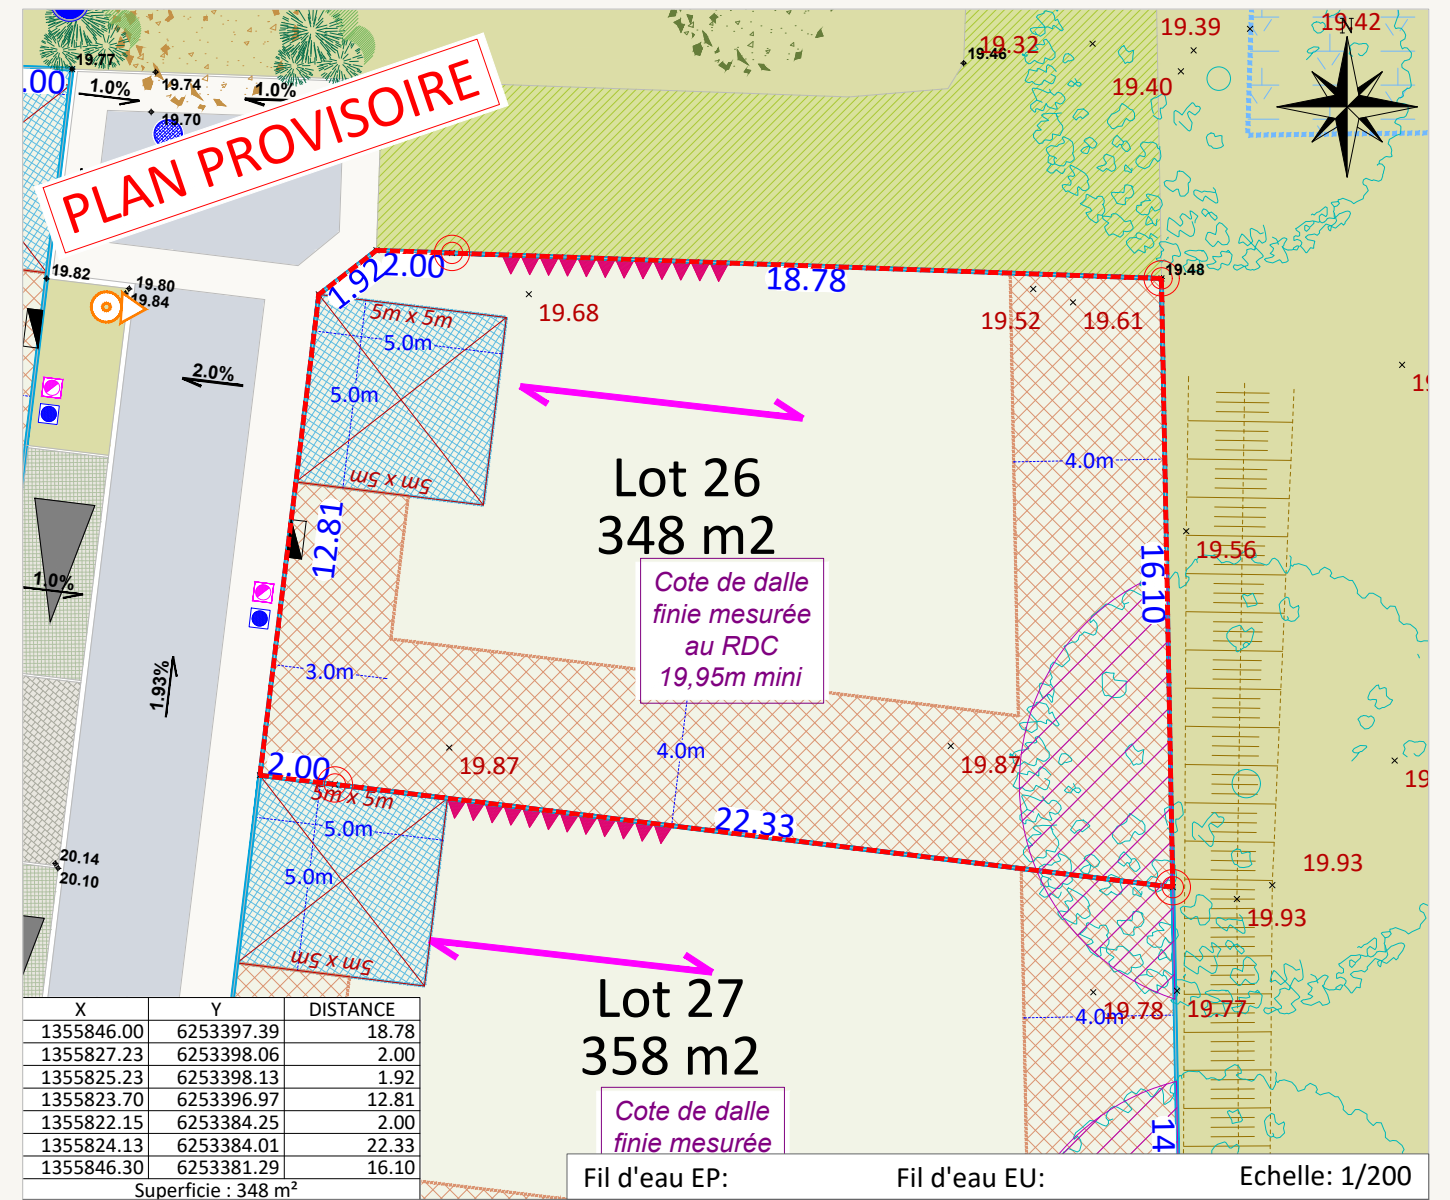 19.77
.00
1.0%
19.74
1.0%
19.70
PLAN PROVISOIRE
19.46
19.32
19.39
19.42
N
19.40
19.82
19.80
19.84
1.92
2.00
18.78
19.48
19.68
19.52
19.61
5m x 5m
5.0m
5.0m
5m x 5m
2.0%
4.0m
Lot 26
348 m2
12.81
16.10
19.56
Cote de dalle
finie mesurée
au RDC
19,95m mini
1.0%
1.93%
3.0m
4.0m
19.87
19.87
2.00
22.33
5m x 5m
5.0m
5.0m
5m x 5m
20.14
20.10
19.93
19.93
19.78
19.77
4.0m
Lot 27
358 m2
Cote de dalle
finie mesurée
14
X Y DISTANCE
1355846.00 6253397.39 18.78
1355827.23 6253398.06 2.00
1355825.23 6253398.13 1.92
1355823.70 6253396.97 12.81
1355822.15 6253384.25 2.00
1355824.13 6253384.01 22.33
1355846.30 6253381.29 16.10
Superficie : 348 m²
Fil d'eau EP: Fil d'eau EU: Echelle: 1/200